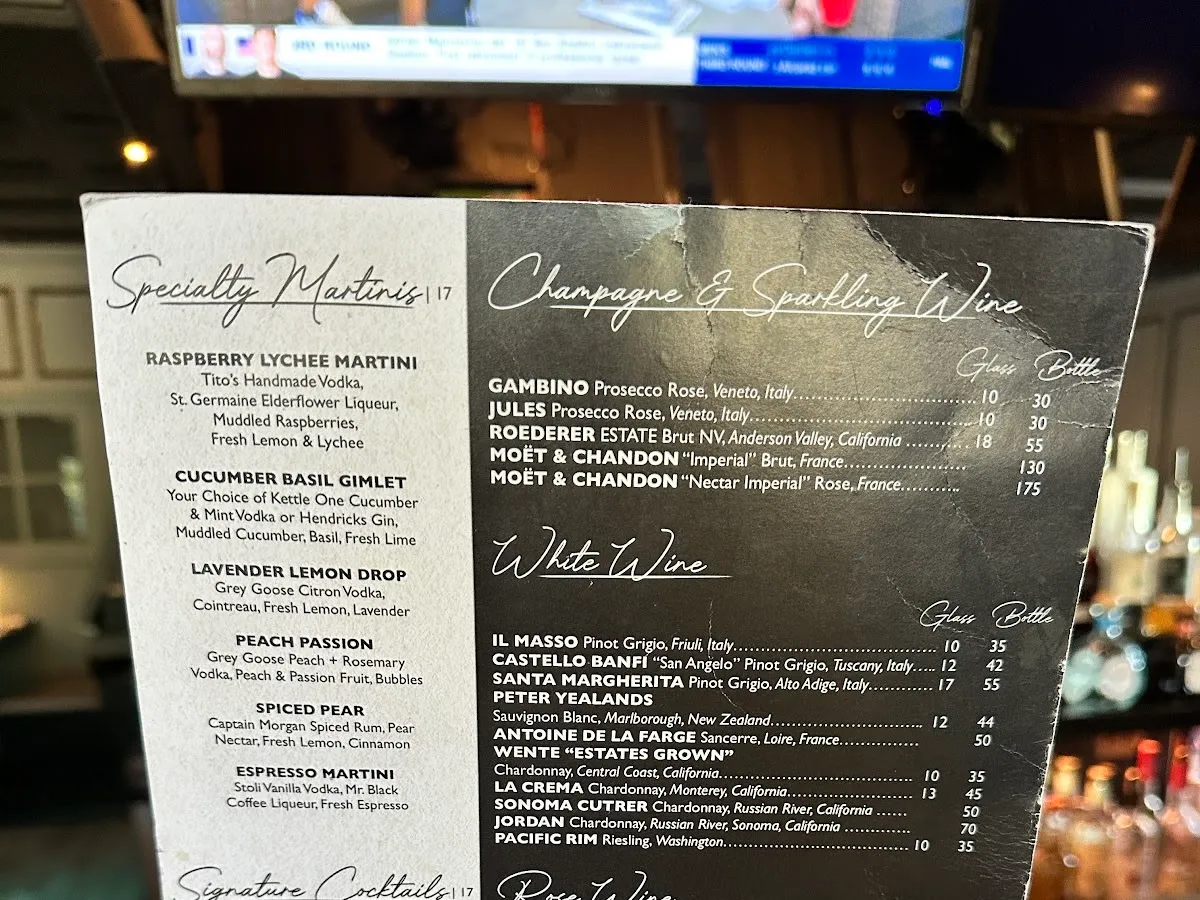 3RD ROUND
Specialty Martinis | 17
RASPBERRY LYCHEE MARTINI
Tito's Handmade Vodka,
St. Germaine Elderflower Liqueur,
Muddled Raspberries,
Fresh Lemon & Lychee
CUCUMBER BASIL GIMLET
Your Choice of Kettle One Cucumber
& Mint Vodka or Hendricks Gin,
Muddled Cucumber, Basil, Fresh Lime
LAVENDER LEMON DROP
Grey Goose Citron Vodka,
Cointreau, Fresh Lemon, Lavender
PEACH PASSION
Grey Goose Peach + Rosemary
Vodka, Peach & Passion Fruit, Bubbles
SPICED PEAR
Captain Morgan Spiced Rum, Pear
Nectar, Fresh Lemon, Cinnamon
ESPRESSO MARTINI
Stoli Vanilla Vodka, Mr. Black
Coffee Liqueur, Fresh Espresso
Signature Cocktails | 17
Champagne & Sparkling Wine
Glass Bottle
GAMBINO Prosecco Rose, Veneto, Italy 10 30
JULES Prosecco Rose, Veneto, Italy 10 30
ROEDERER ESTATE Brut NV, Anderson Valley, California 18 55
MOËT & CHANDON "Imperial" Brut, France 130
MOËT & CHANDON "Nectar Imperial" Rose, France 175
White Wine
Glass Bottle
IL MASSO Pinot Grigio, Friuli, Italy 10 35
CASTELLO BANFI "San Angelo" Pinot Grigio, Tuscany, Italy 12 42
SANTA MARGHERITA Pinot Grigio, Alto Adige, Italy 17 55
PETER YEALANDS
Sauvignon Blanc, Marlborough, New Zealand 12 44
ANTOINE DE LA FARGE Sancerre, Loire, France 50
WENTE "ESTATES GROWN"
Chardonnay, Central Coast, California 10 35
LA CREMA Chardonnay, Monterey, California 13 45
SONOMA CUTRER Chardonnay, Russian River, California 50
JORDAN Chardonnay, Russian River, Sonoma, California 70
PACIFIC RIM Riesling, Washington 10 35
Rose Wine